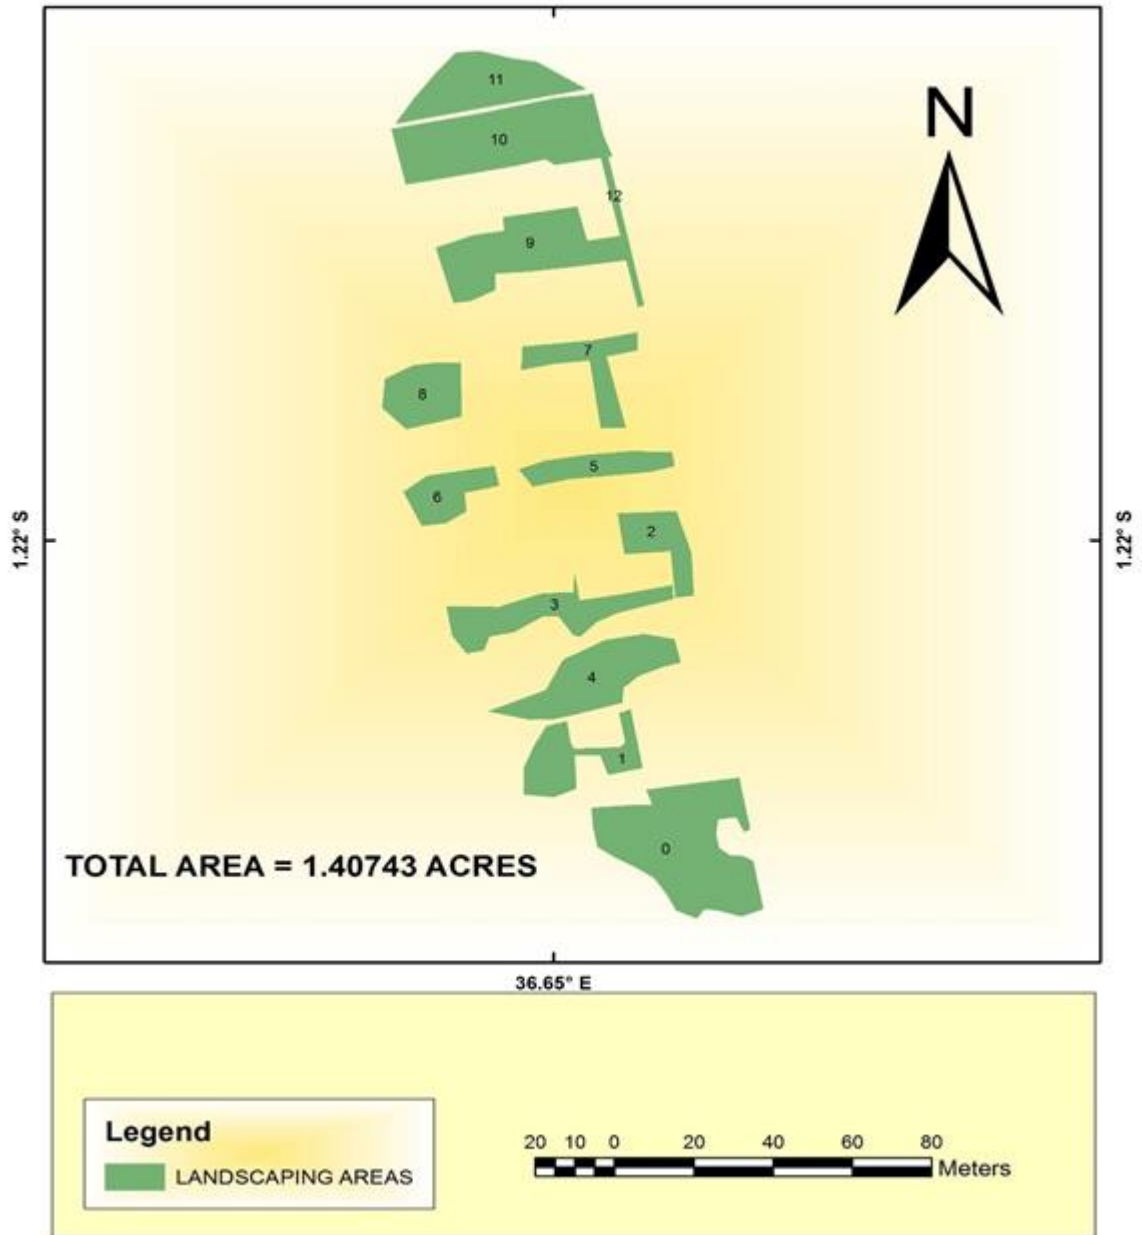 N
11
10
12
9
7
8
5
6
2
1.22° S
1.22° S
3
4
1
0
TOTAL AREA = 1.40743 ACRES
36.65° E
Legend
LANDSCAPING AREAS
20 10 0 20 40 60 80
Meters